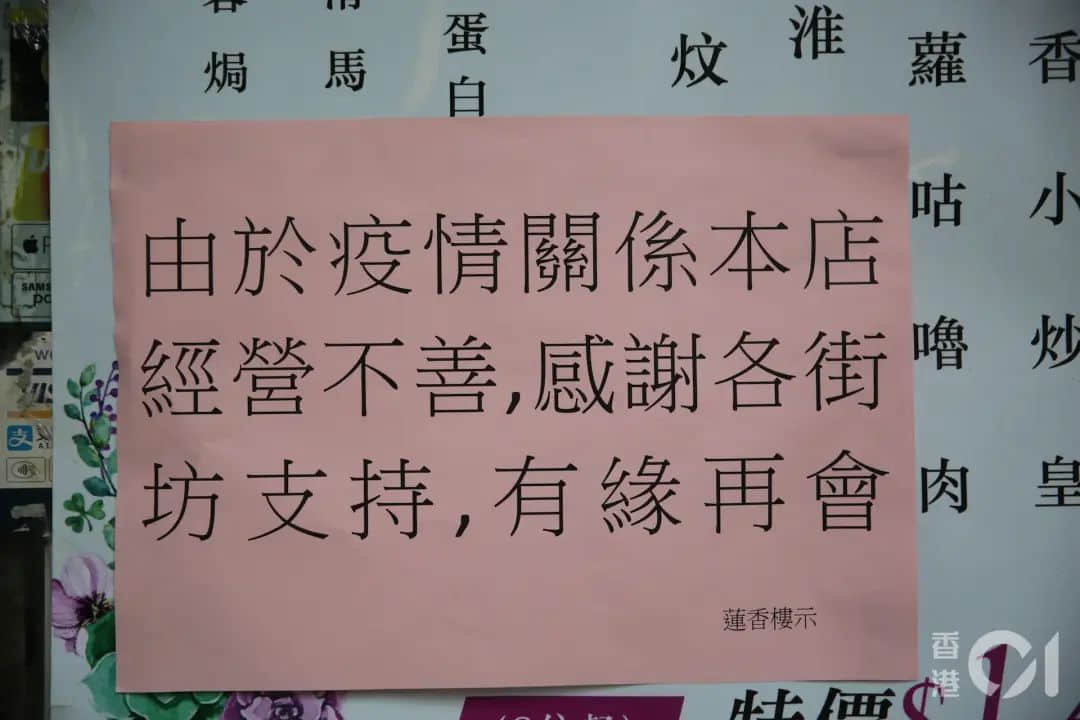 焗
馬
蛋白
炆
淮
蘿咕嚕肉
香小炒皇
由於疫情關係本店
經營不善,感謝各街
坊支持,有緣再會
蓮香樓示
特價$1
香港01
VISA